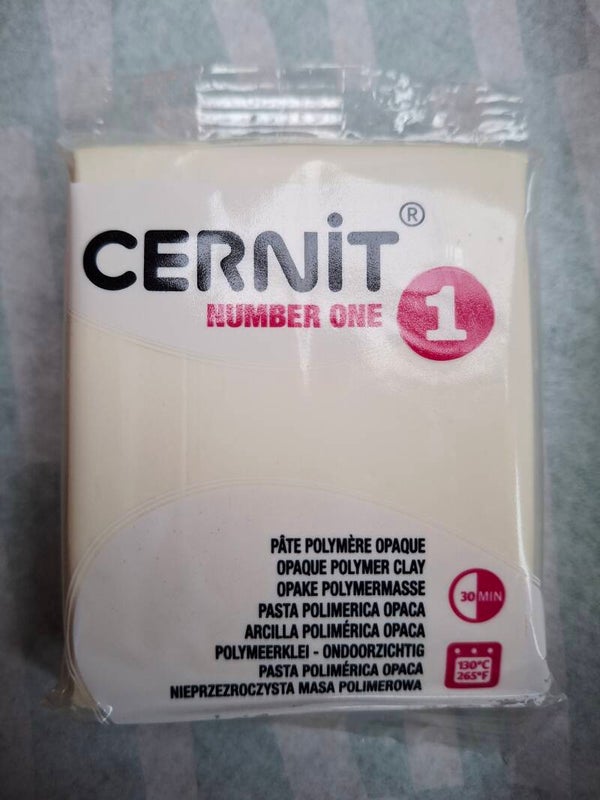 CERNiT®
NUMBER ONE 1
PÂTE POLYMÈRE OPAQUE
OPAQUE POLYMER CLAY
OPAKE POLYMERMASSE
PASTA POLIMERICA OPACA
ARCILLA POLIMÉRICA OPACA
POLYMEERKLEI - ONDOORZICHTIG
PASTA POLIMÉRICA OPACA
NIEPRZEZROCZYSTA MASA POLIMEROWA
30 MIN
130°C
265°F